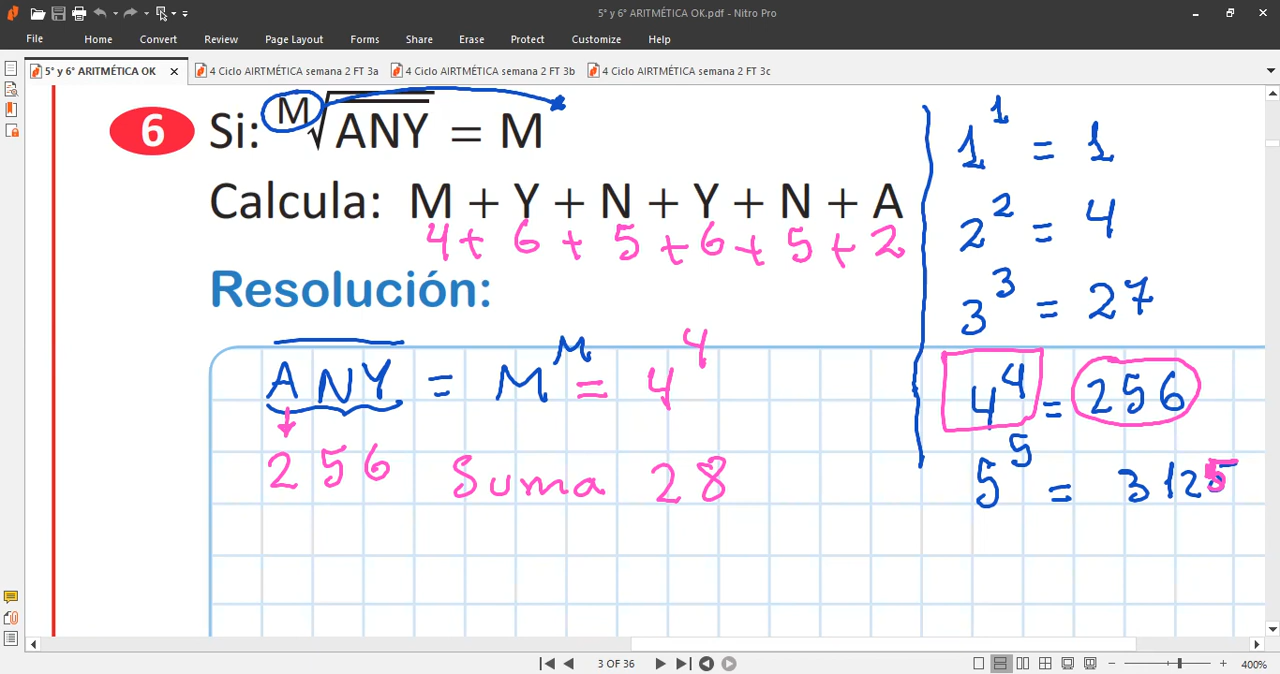 5° y 6° ARITMÉTICA OK.pdf - Nitro Pro
File Home Convert Review Page Layout Forms Share Erase Protect Customize Help
5° y 6° ARITMÉTICA OK 4 Ciclo AIRTMÉTICA semana 2 FT 3a 4 Ciclo AIRTMÉTICA semana 2 FT 3b 4 Ciclo AIRTMÉTICA semana 2 FT 3c
6 Si: ᴹ√ANY = M
Calcula: M + Y + N + Y + N + A
4 + 6 + 5 + 6 + 5 + 2
Resolución:
ANY = M^M = 4^4
256 Suma 28
1^1 = 1
2^2 = 4
3^3 = 27
4^4 = 256
5^5 = 3125
3 OF 36
400%